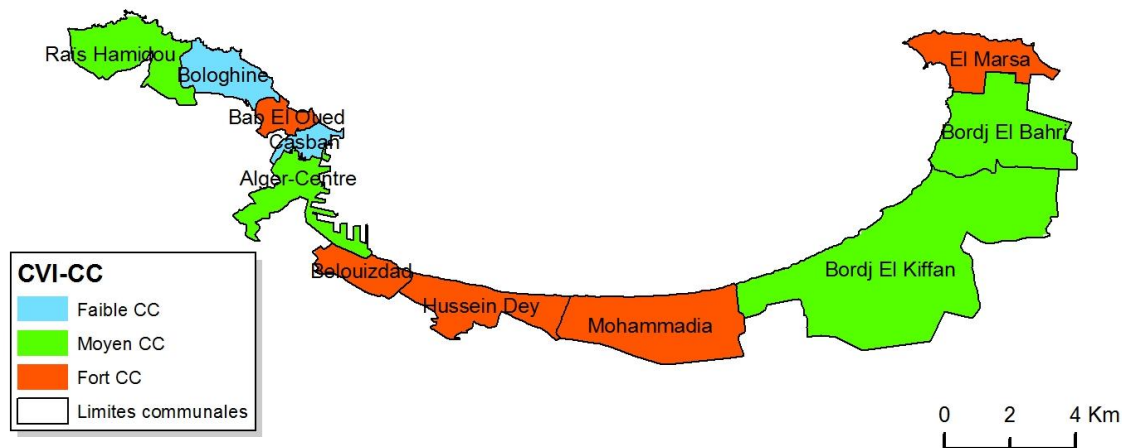 Raïs Hamidou
Bologhine
Bab El Oued
Casbah
Alger-Centre
Belouizdad
Hussein Dey
Mohammadia
El Marsa
Bordj El Bahri
Bordj El Kiffan
CVI-CC
Faible CC
Moyen CC
Fort CC
Limites communales
0 2 4 Km